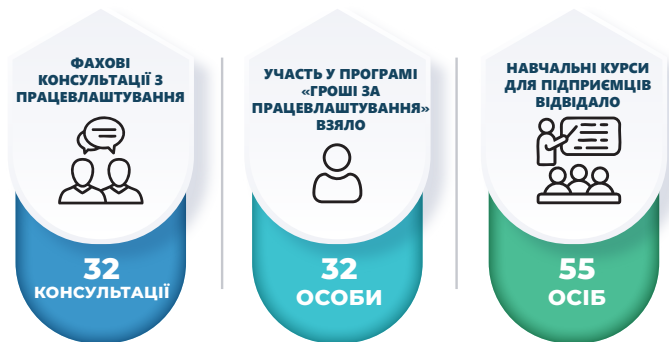 ФАХОВІ
КОНСУЛЬТАЦІЇ З
ПРАЦЕВЛАШТУВАННЯ
32
КОНСУЛЬТАЦІЇ
УЧАСТЬ У ПРОГРАМІ
«ГРОШІ ЗА
ПРАЦЕВЛАШТУВАННЯ»
ВЗЯЛО
32
ОСОБИ
НАВЧАЛЬНІ КУРСИ
ДЛЯ ПІДПРИЄМЦІВ
ВІДВІДАЛО
55
ОСІБ